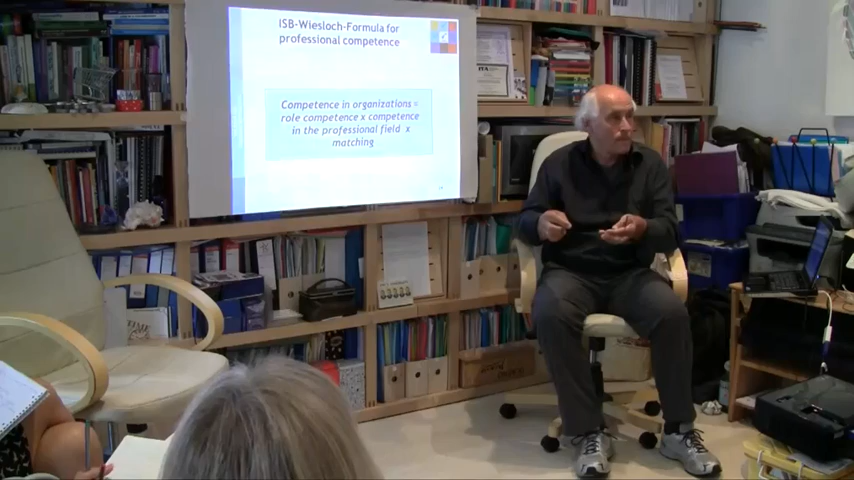 ISB-Wiesloch-Formula for
professional competence
Competence in organizations =
role competence x competence
in the professional field x
matching